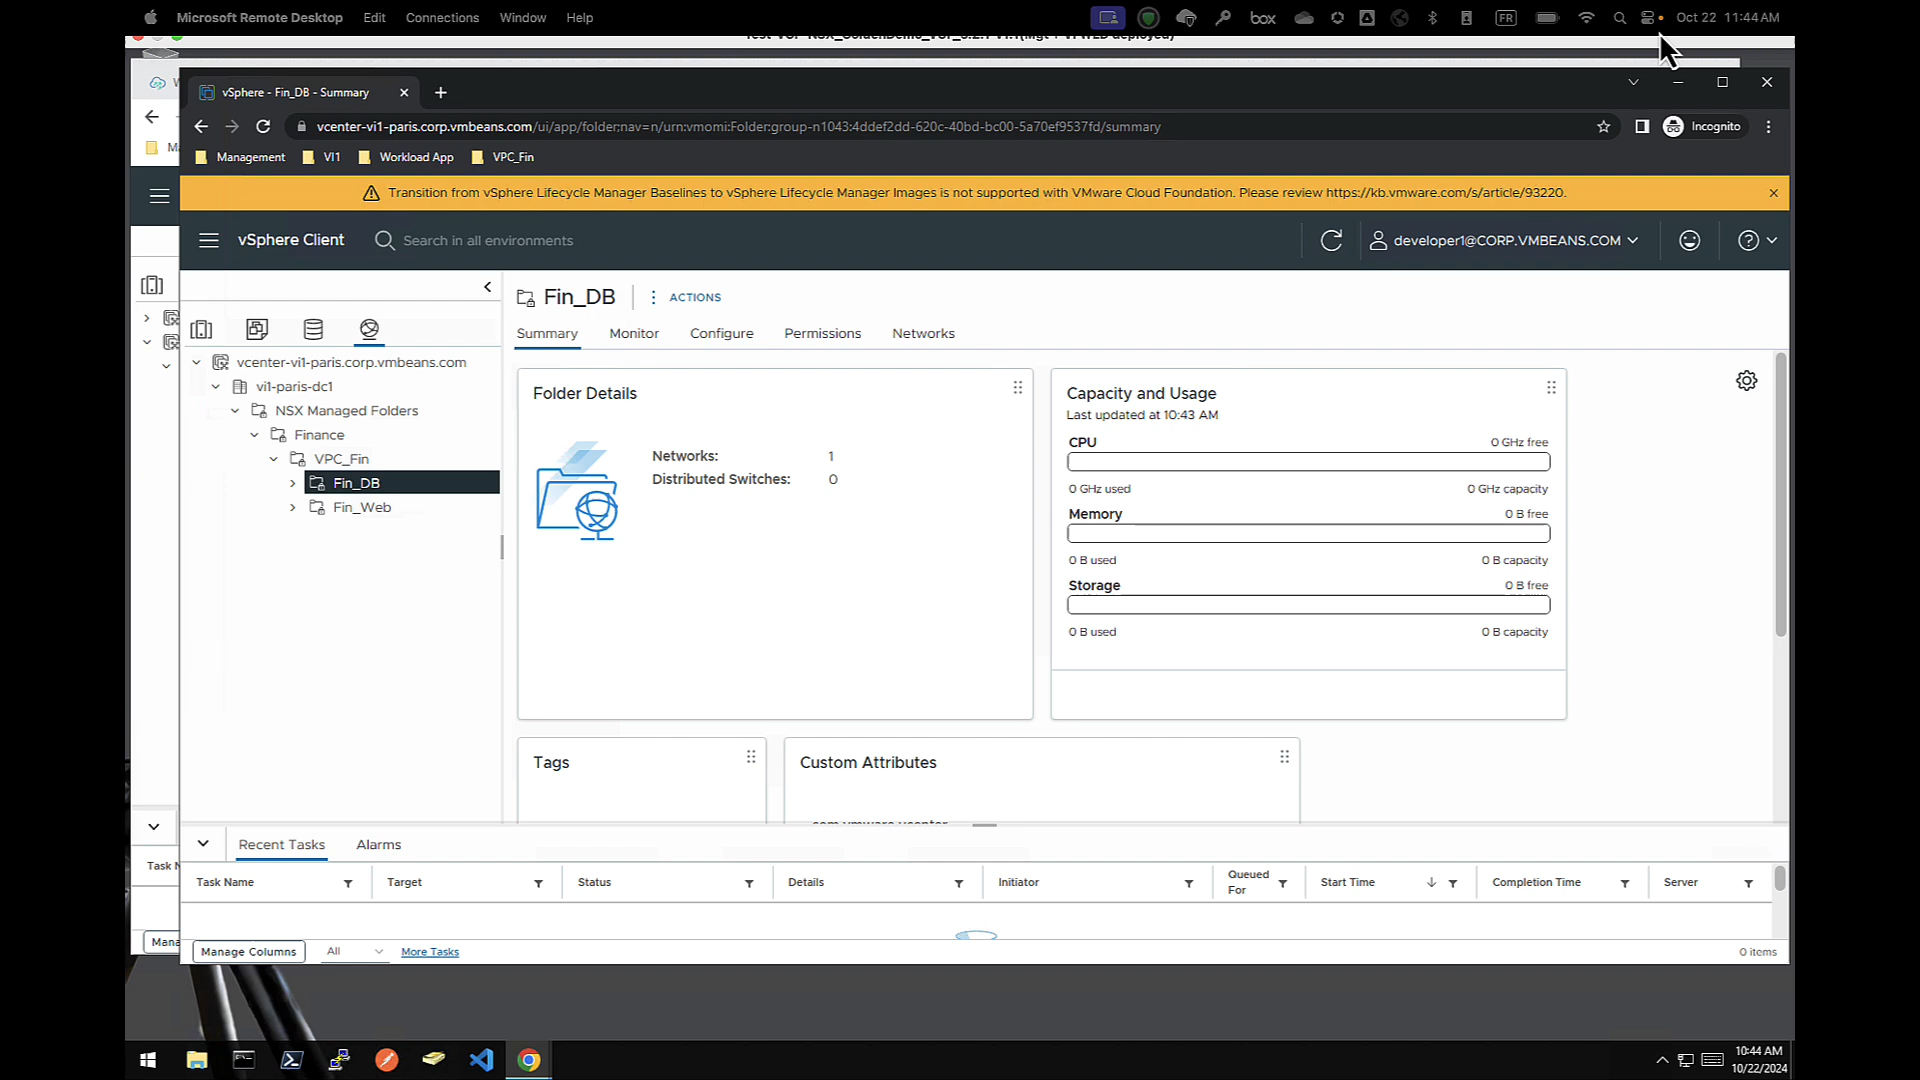 Microsoft Remote Desktop Edit Connections Window Help
box FR Oct 22 11:44AM
vSphere - Fin_DB - Summary
vcenter-vi1-paris.corp.vmbeans.com/ui/app/folder;nav=n/urn:vmomi:Folder:group-n1043:4ddef2dd-620c-40bd-bc00-5a70ef9537fd/summary
Incognito
Management VI1 Workload App VPC_Fin
Transition from vSphere Lifecycle Manager Baselines to vSphere Lifecycle Manager Images is not supported with VMware Cloud Foundation. Please review https://kb.vmware.com/s/article/93220.
vSphere Client
Search in all environments
developer1@CORP.VMBEANS.COM
vcenter-vi1-paris.corp.vmbeans.com
vi1-paris-dc1
NSX Managed Folders
Finance
VPC_Fin
Fin_DB
Fin_Web
Fin_DB
ACTIONS
Summary Monitor Configure Permissions Networks
Folder Details
Networks: 1
Distributed Switches: 0
Capacity and Usage
Last updated at 10:43 AM
CPU 0 GHz free
0 GHz used 0 GHz capacity
Memory 0 B free
0 B used 0 B capacity
Storage 0 B free
0 B used 0 B capacity
Tags
Custom Attributes
Recent Tasks Alarms
Task Name Target Status Details Initiator Queued For Start Time Completion Time Server
Task N
Mana
Manage Columns All More Tasks
0 items
10:44 AM
10/22/2024